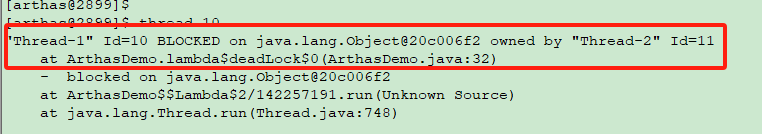 [arthas@2899]$
[arthas@2899]$ thread 10
"Thread-1" Id=10 BLOCKED on java.lang.Object@20c006f2 owned by "Thread-2" Id=11
at ArthasDemo.lambda$deadLock$0(ArthasDemo.java:32)
- blocked on java.lang.Object@20c006f2
at ArthasDemo$$Lambda$2/142257191.run(Unknown Source)
at java.lang.Thread.run(Thread.java:748)